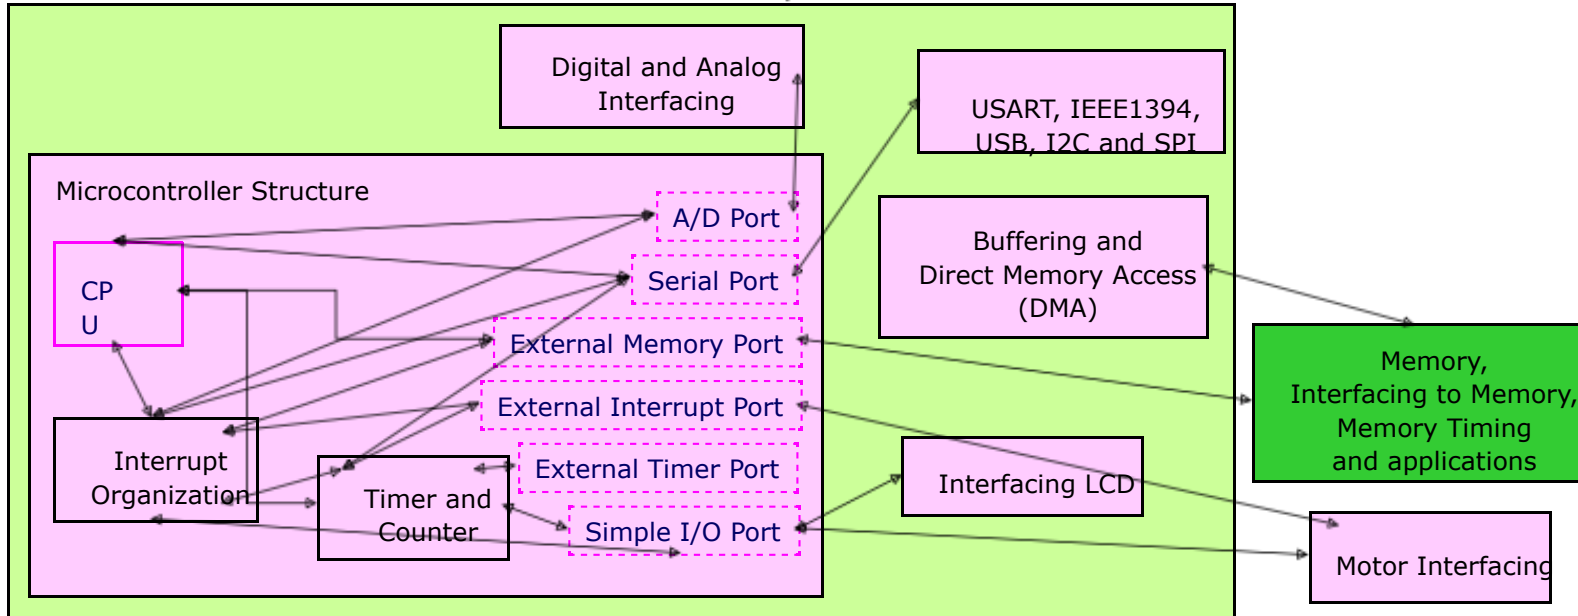 Digital and Analog
Interfacing
USART, IEEE1394,
USB, I2C and SPI
Microcontroller Structure
A/D Port
Buffering and
Direct Memory Access
(DMA)
Serial Port
CP
U
External Memory Port
Memory,
Interfacing to Memory,
Memory Timing
and applications
External Interrupt Port
Interrupt
Organization
External Timer Port
Timer and
Counter
Interfacing LCD
Simple I/O Port
Motor Interfacing